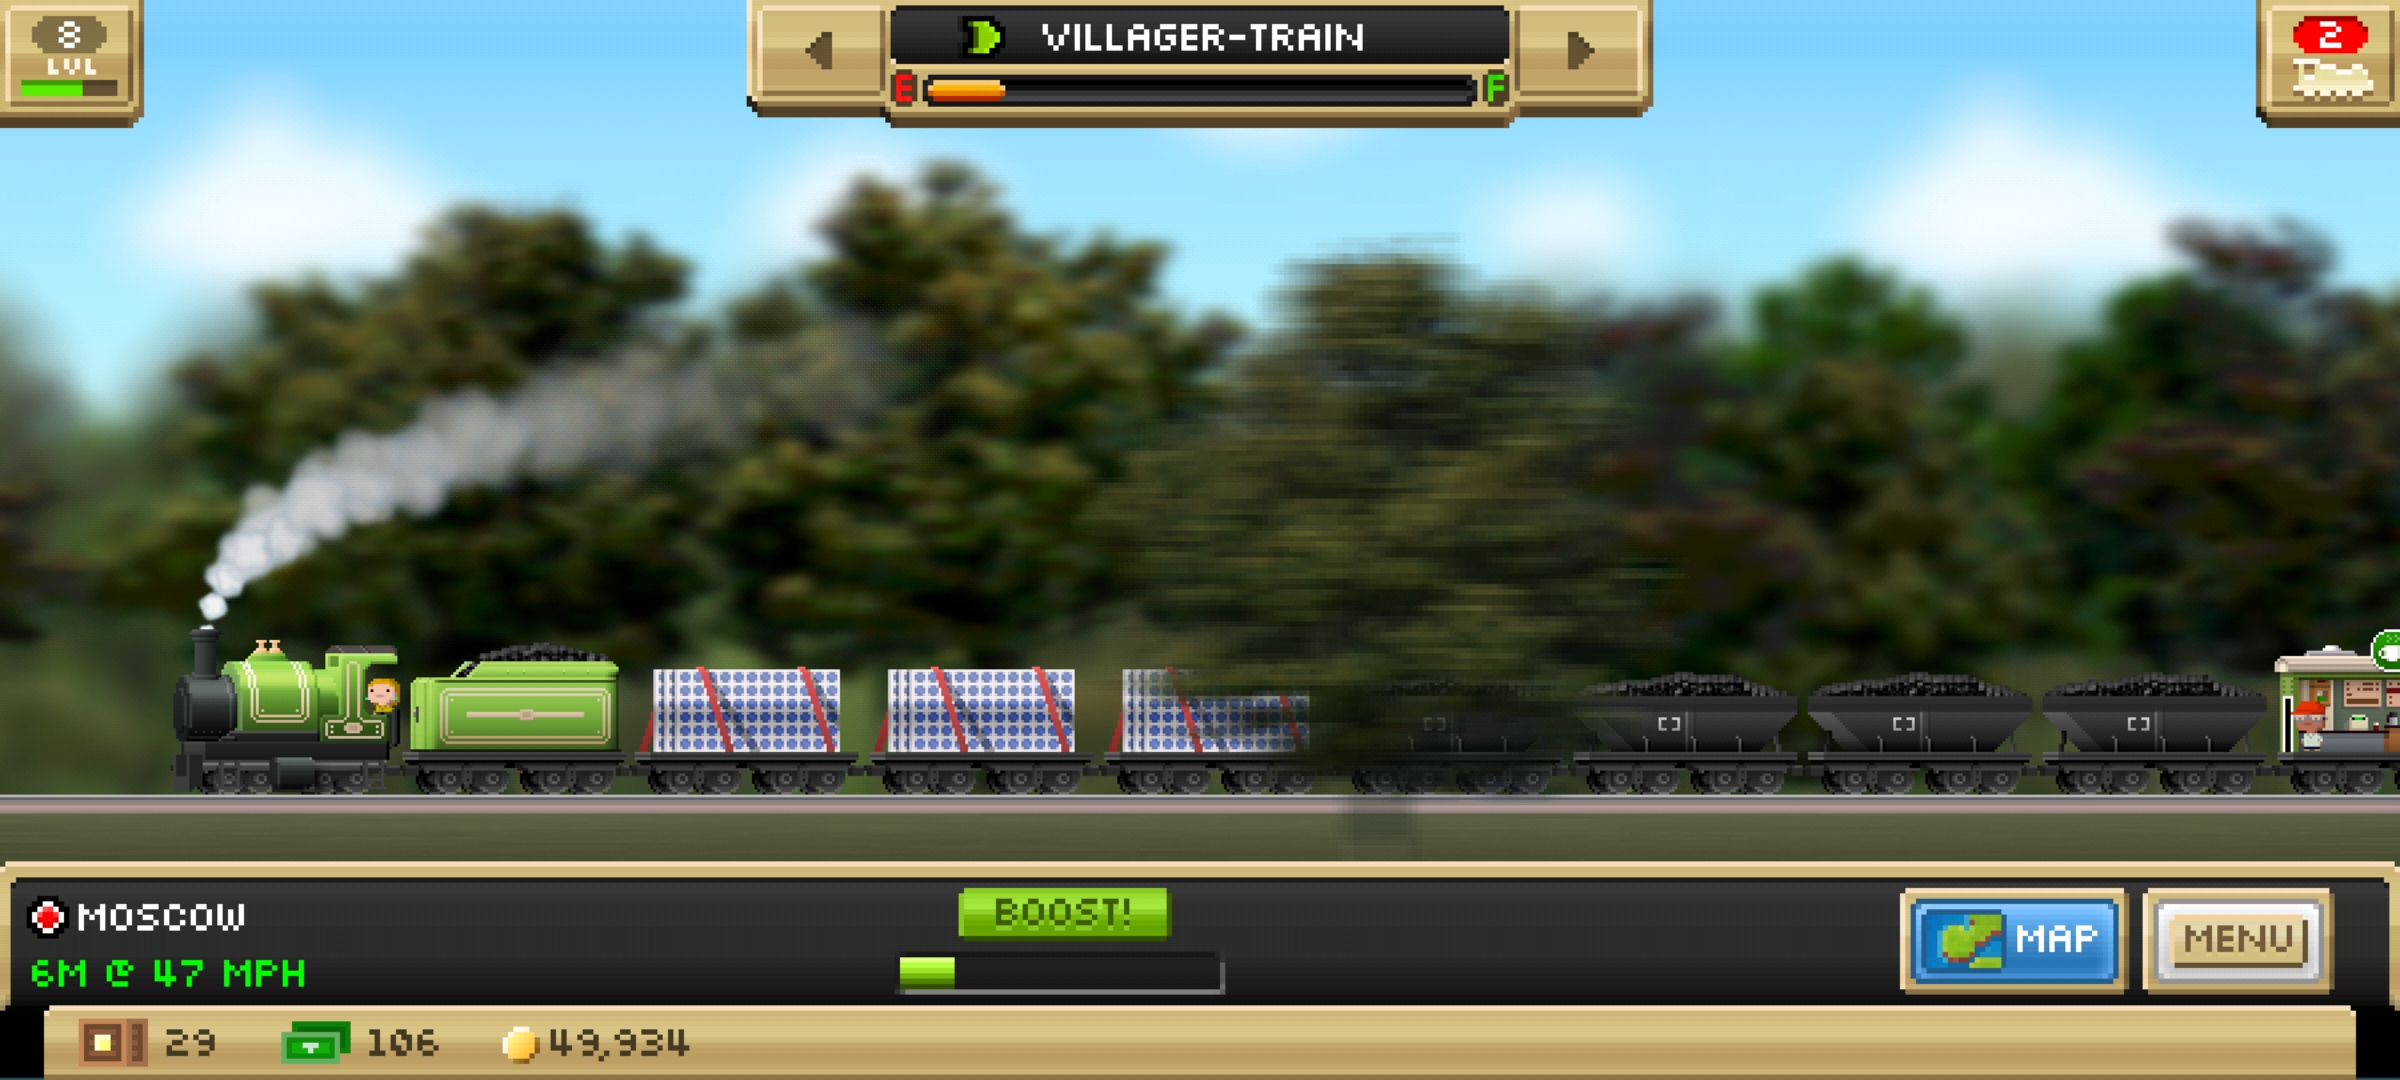 8
LVL
VILLAGER-TRAIN
E F
2
MOSCOW
6M @ 47 MPH
BOOST!
MAP
MENU
29
106
49,934